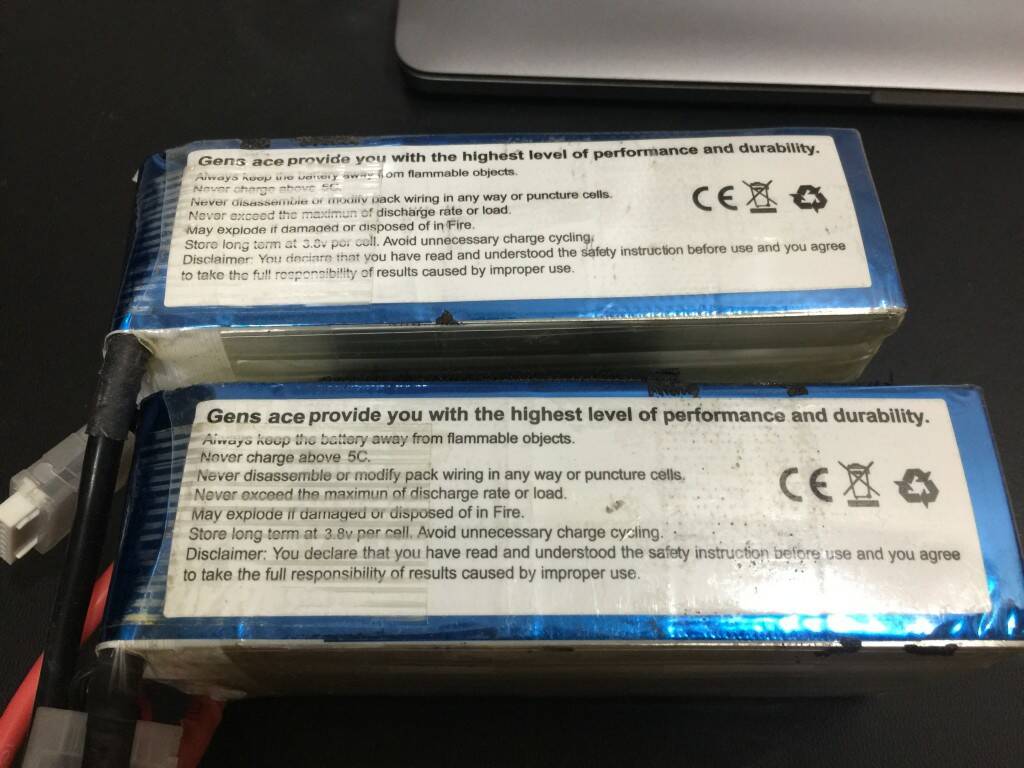 Gens ace provide you with the highest level of performance and durability.
Always keep the battery away from flammable objects.
Never charge above 5C.
Never disassemble or modify pack wiring in any way or puncture cells.
Never exceed the maximun of discharge rate or load.
May explode if damaged or disposed of in Fire.
Store long term at 3.8v per cell. Avoid unnecessary charge cycling.
Disclaimer: You declare that you have read and understood the safety instruction before use and you agree
to take the full responsibility of results caused by improper use.
CE
Gens ace provide you with the highest level of performance and durability.
Always keep the battery away from flammable objects.
Never charge above 5C.
Never disassemble or modify pack wiring in any way or puncture cells.
Never exceed the maximun of discharge rate or load.
May explode if damaged or disposed of in Fire.
Store long term at 3.8v per cell. Avoid unnecessary charge cycling.
Disclaimer: You declare that you have read and understood the safety instruction before use and you agree
to take the full responsibility of results caused by improper use.
CE